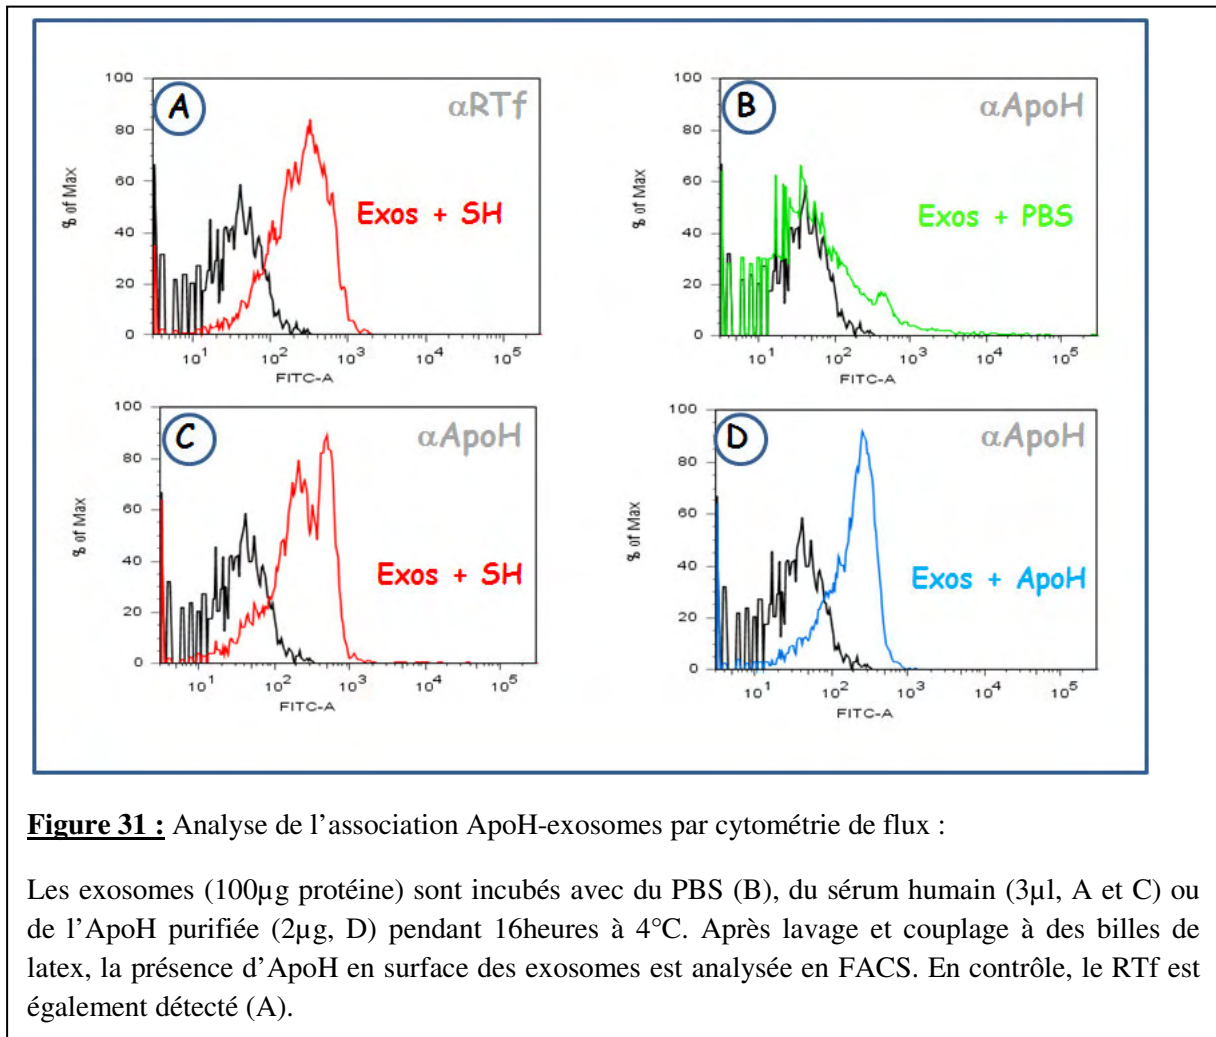 100
80
60
40
20
0
% of Max
A
αRTf
Exos + SH
10¹ 10² 10³ 10⁴ 10⁵
FITC-A
100
80
60
40
20
0
% of Max
B
αApoH
Exos + PBS
10¹ 10² 10³ 10⁴ 10⁵
FITC-A
100
80
60
40
20
0
% of Max
C
αApoH
Exos + SH
10¹ 10² 10³ 10⁴ 10⁵
FITC-A
100
80
60
40
20
0
% of Max
D
αApoH
Exos + ApoH
10¹ 10² 10³ 10⁴ 10⁵
FITC-A
Figure 31 : Analyse de l’association ApoH-exosomes par cytométrie de flux :
Les exosomes (100µg protéine) sont incubés avec du PBS (B), du sérum humain (3µl, A et C) ou
de l’ApoH purifiée (2µg, D) pendant 16heures à 4°C. Après lavage et couplage à des billes de
latex, la présence d’ApoH en surface des exosomes est analysée en FACS. En contrôle, le RTf est
également détecté (A).